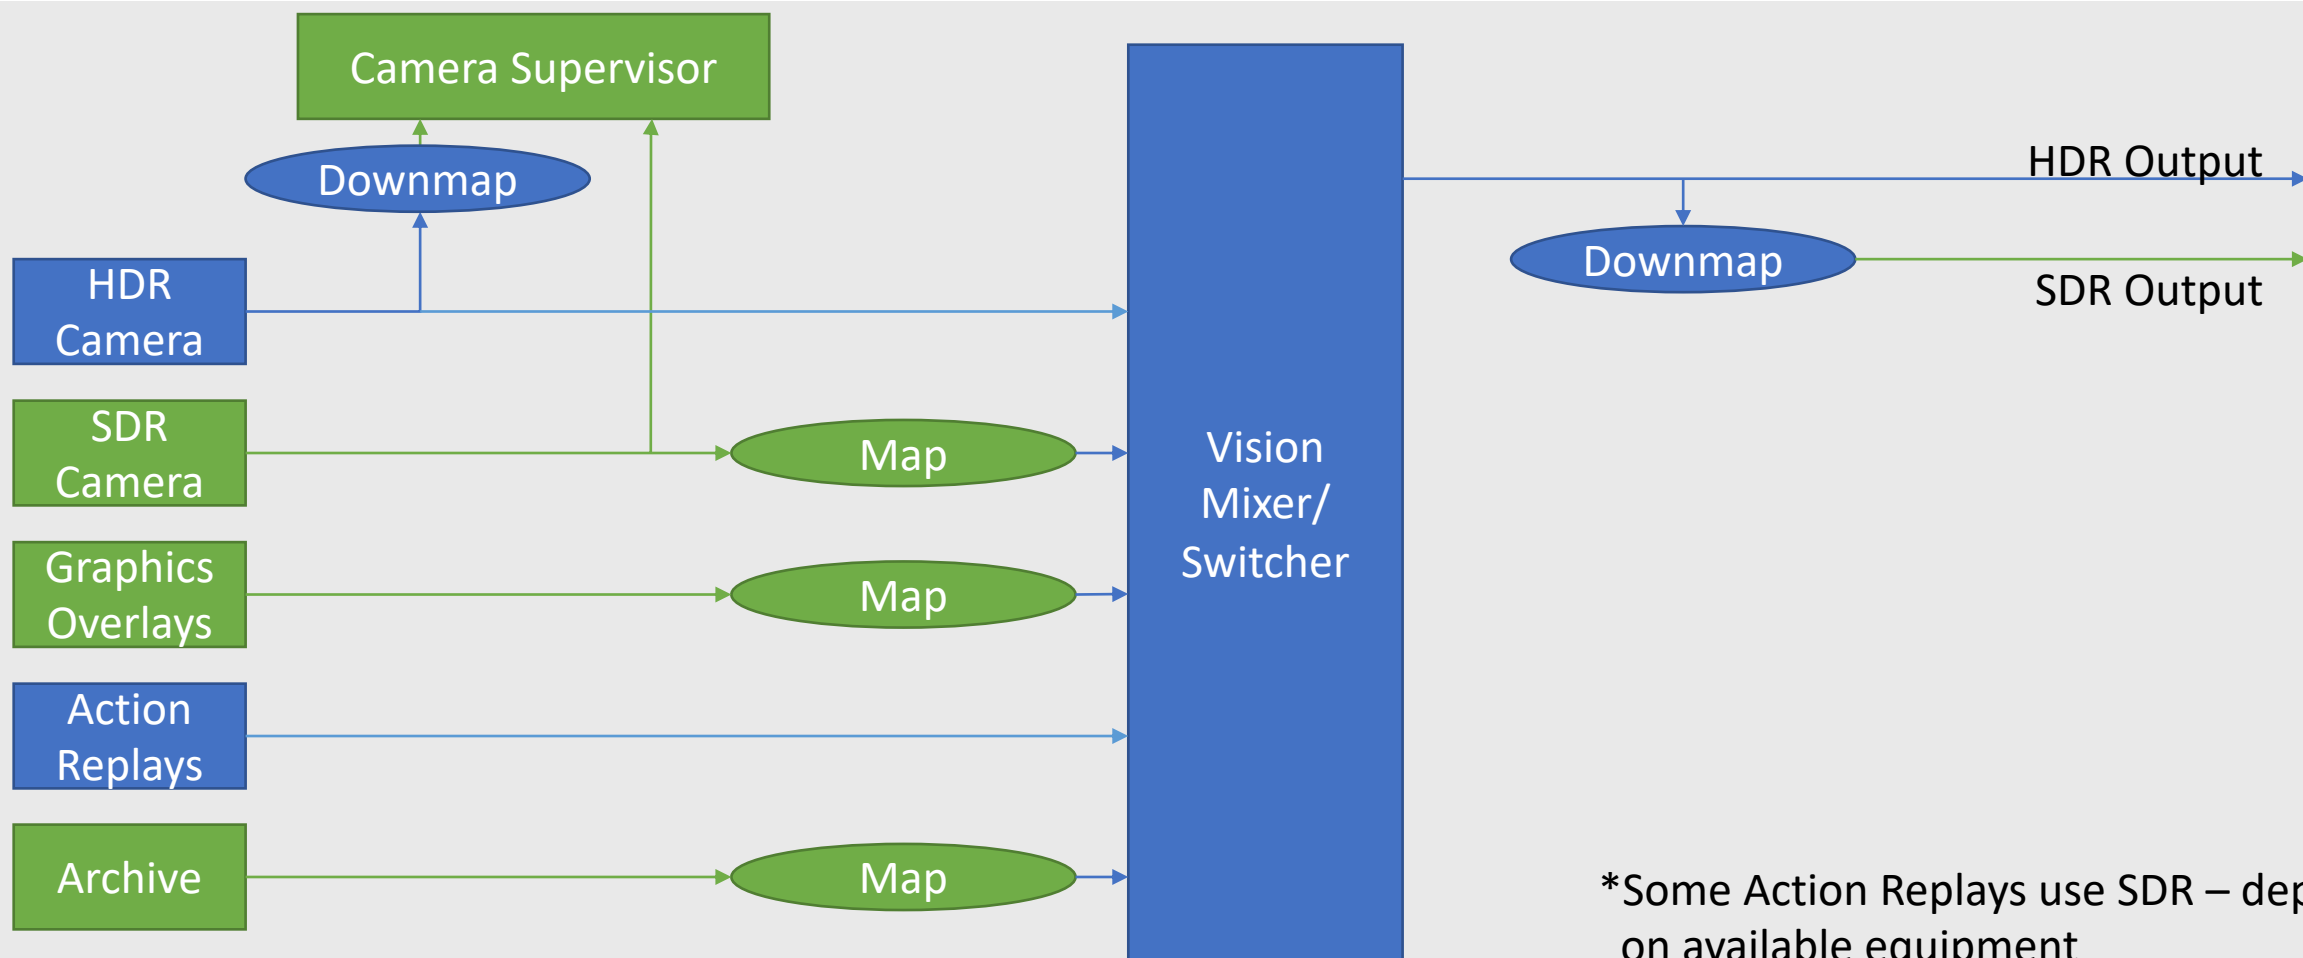 Camera Supervisor
Downmap
HDR
Camera
SDR
Camera
Map
Graphics
Overlays
Map
Action
Replays
Archive
Map
Vision
Mixer/
Switcher
HDR Output
Downmap
SDR Output
*Some Action Replays use SDR –
on available equipment